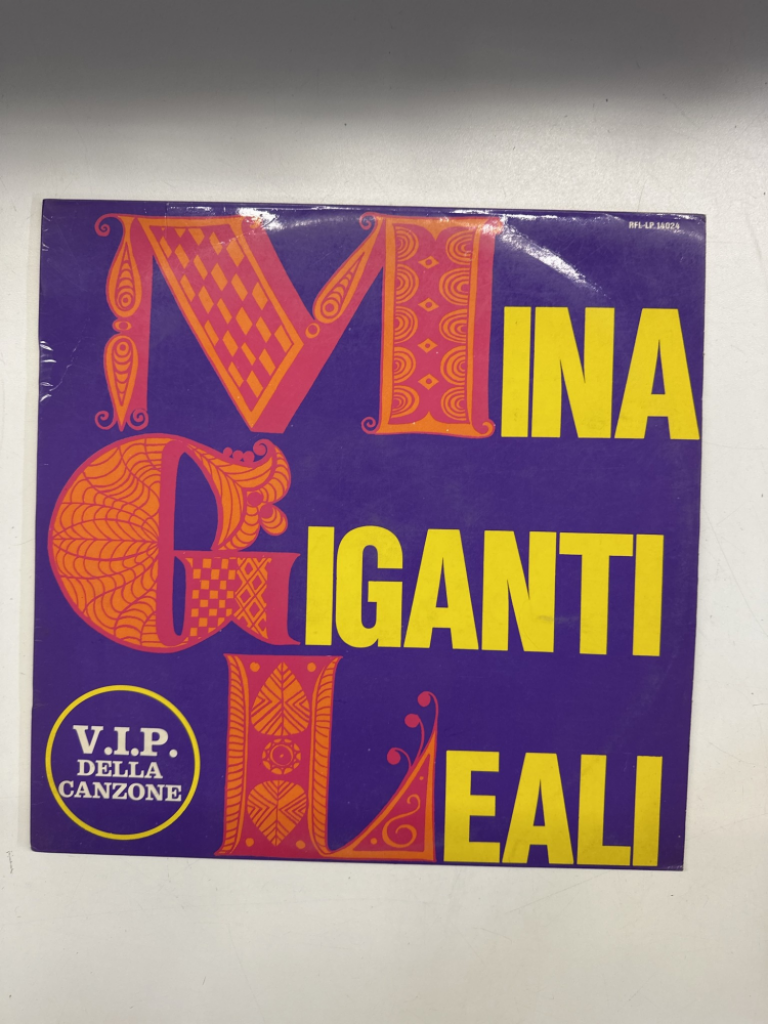 RFL-LP 14024
MINA
GIGANTI
LEALI
V.I.P.
DELLA
CANZONE